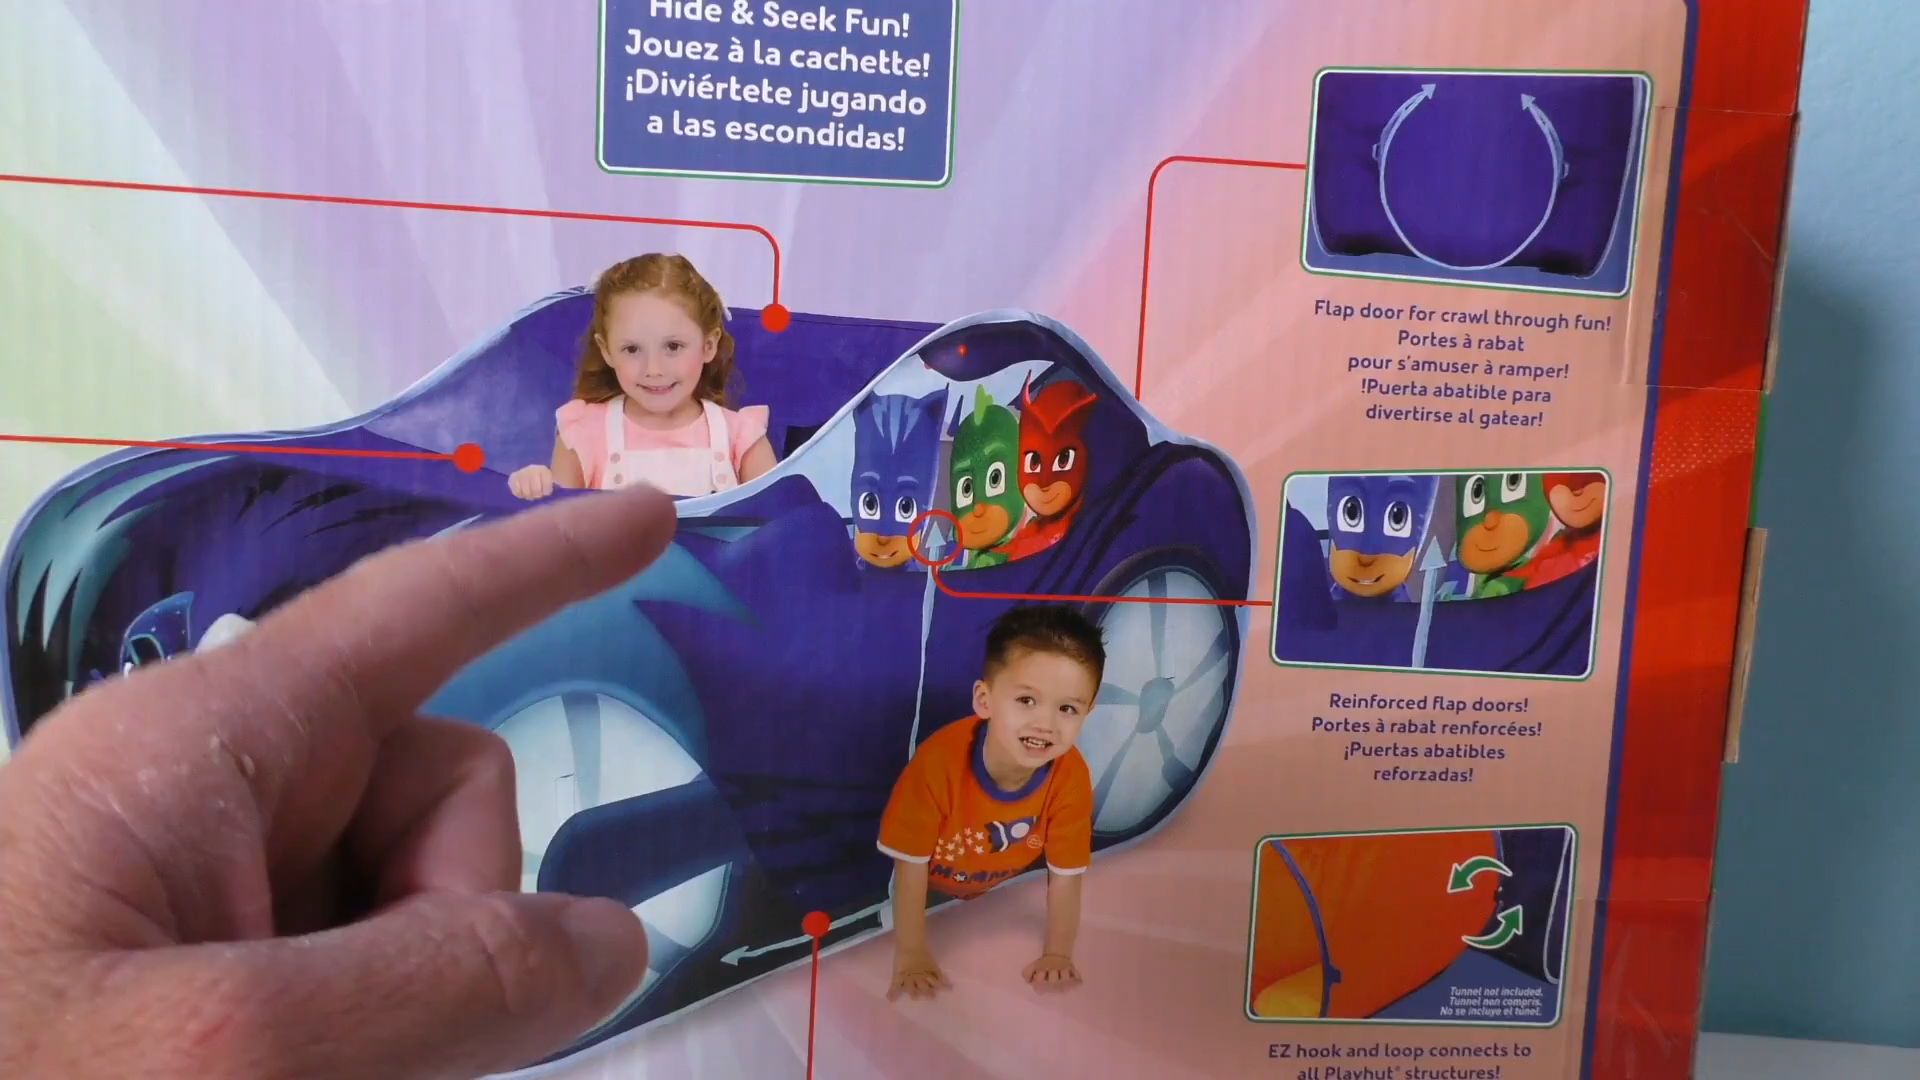 Hide & Seek Fun!
Jouez à la cachette!
¡Diviértete jugando
a las escondidas!
Flap door for crawl through fun!
Portes à rabat
pour s'amuser à ramper!
!Puerta abatible para
divertirse al gatear!
Reinforced flap doors!
Portes à rabat renforcées!
¡Puertas abatibles
reforzadas!
Tunnel not included.
Tunnel non compris.
No se incluye el túnel.
EZ hook and loop connects to
all Playhut® structures!